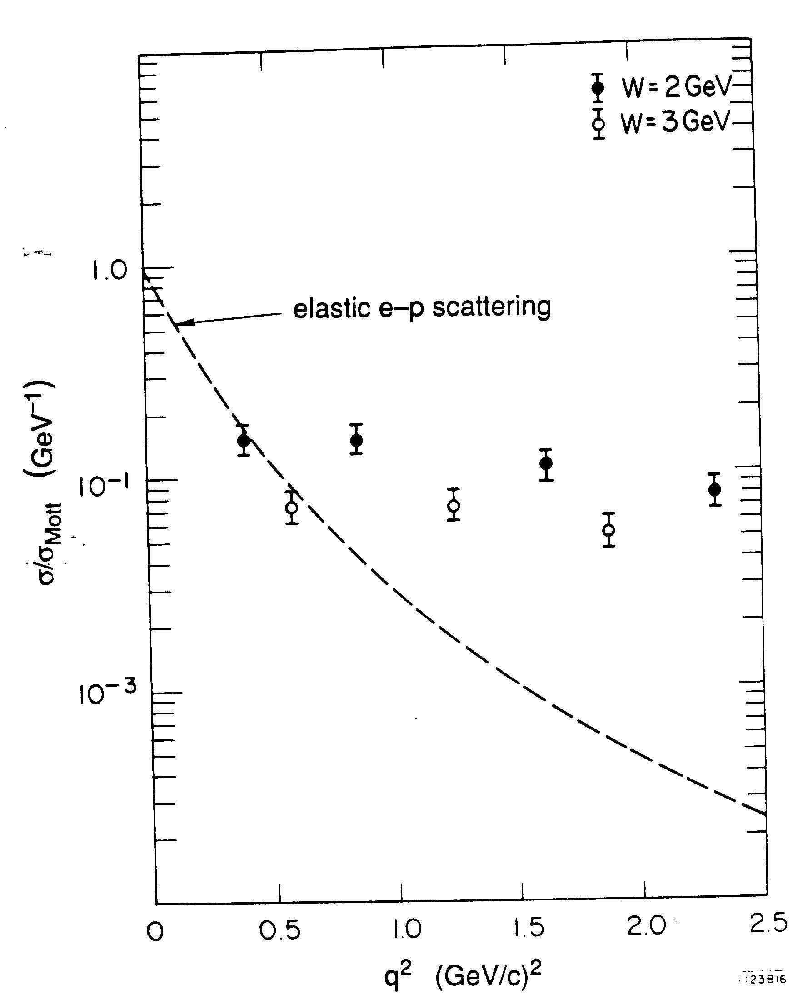 W = 2 GeV
W = 3 GeV
1.0
elastic e–p scattering
σ/σMott (GeV⁻¹)
10⁻¹
10⁻³
0 0.5 1.0 1.5 2.0 2.5
q² (GeV/c)²
1123B16